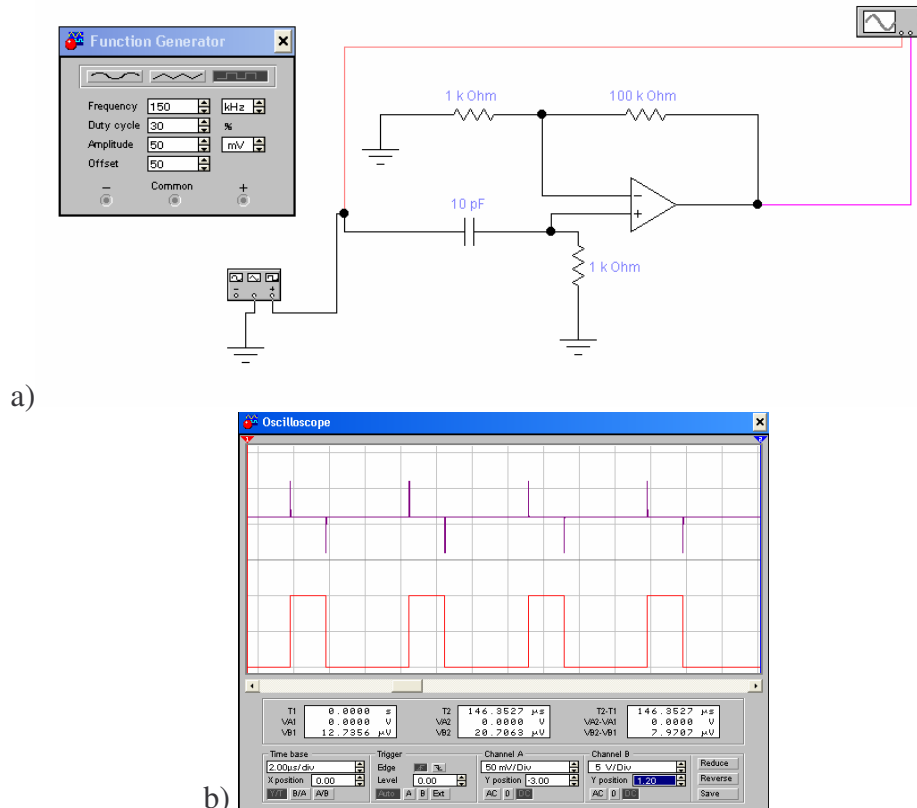 Function Generator
Frequency 150 kHz
Duty cycle 30 %
Amplitude 50 mV
Offset 50
− Common +
1 k Ohm 100 k Ohm
−
+
10 pF
1 k Ohm
− +
a)
Oscilloscope
1 2
T1 0.0000 s T2 146.3527 µs T2-T1 146.3527 µs
VA1 0.0000 V VA2 0.0000 V VA2-VA1 0.0000 V
VB1 12.7356 µV VB2 20.7063 µV VB2-VB1 7.9707 µV
Time base Trigger Channel A Channel B
2.00µs/div Edge 50 mV/Div 5 V/Div Reduce
X position 0.00 Level 0.00 Y position -3.00 Y position 1.20 Reverse
Y/T B/A A/B Auto A B Ext AC 0 DC AC 0 DC Save
b)